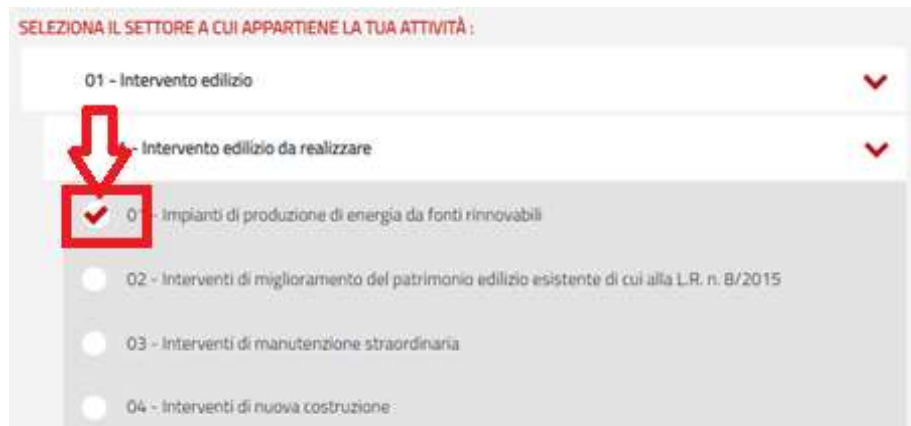 SELEZIONA IL SETTORE A CUI APPARTIENE LA TUA ATTIVITÀ :
01 - Intervento edilizio
- Intervento edilizio da realizzare
01 - Impianti di produzione di energia da fonti rinnovabili
02 - Interventi di miglioramento del patrimonio edilizio esistente di cui alla L.R. n. 8/2015
03 - Interventi di manutenzione straordinaria
04 - Interventi di nuova costruzione